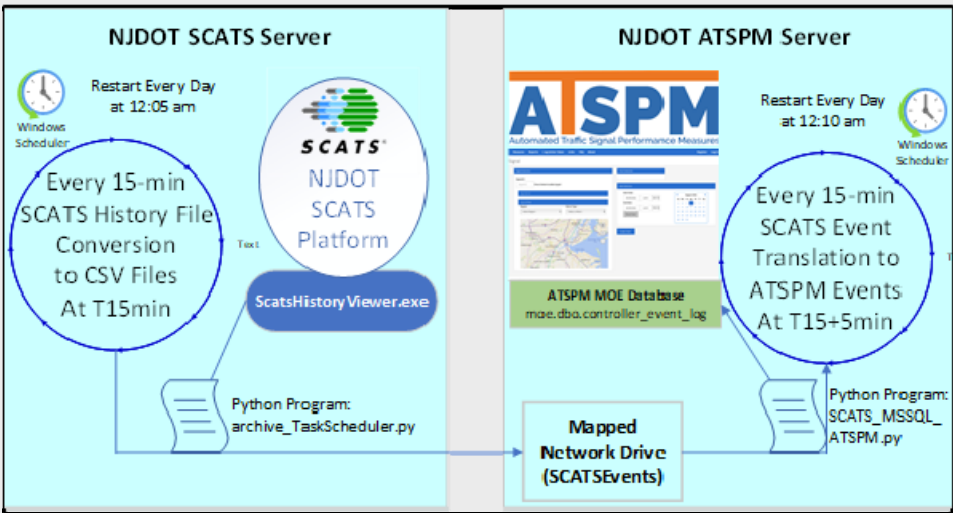 NJDOT SCATS Server
Restart Every Day
at 12:05 am
Windows
Scheduler
Every 15-min
SCATS History File
Conversion
to CSV Files
At T15min
Text
SCATS
NJDOT
SCATS
Platform
ScatsHistoryViewer.exe
Python Program:
archive_TaskScheduler.py
Mapped
Network Drive
(SCATSEvents)
NJDOT ATSPM Server
ATSPM
Automated Traffic Signal Performance Measures
ATSPM MOE Database
moe.dbo.controller_event_log
Restart Every Day
at 12:10 am
Windows
Scheduler
Every 15-min
SCATS Event
Translation to
ATSPM Events
At T15+5min
T
Python Program:
SCATS_MSSQL_
ATSPM.py